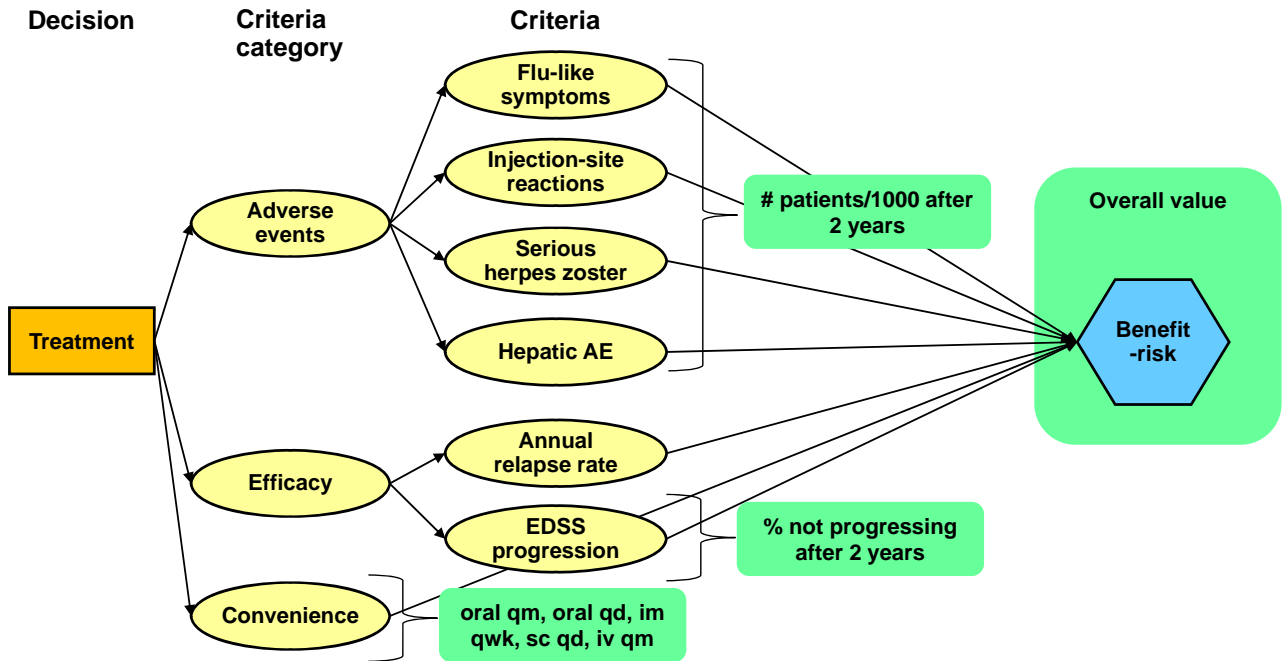 Decision
Criteria
category
Criteria
Flu-like
symptoms
Injection-site
reactions
Adverse
events
# patients/1000 after
2 years
Overall value
Serious
herpes zoster
Treatment
Hepatic AE
Benefit
-risk
Annual
relapse rate
Efficacy
EDSS
progression
% not progressing
after 2 years
Convenience
oral qm, oral qd, im
qwk, sc qd, iv qm